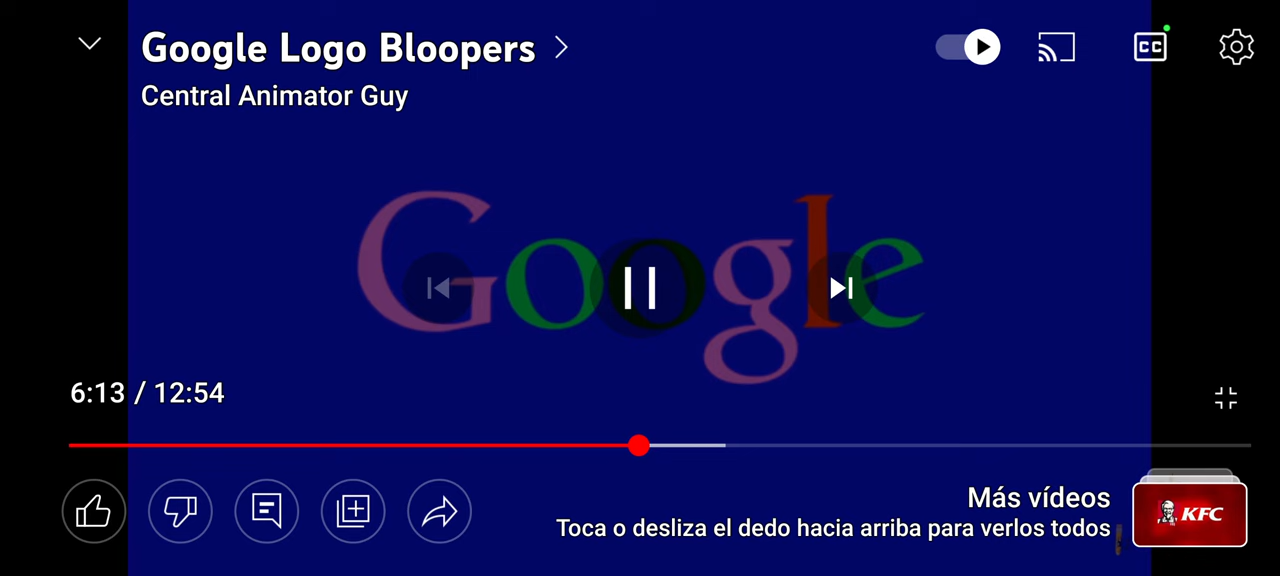 Google Logo Bloopers
Central Animator Guy
CC
Google
6:13 / 12:54
Más vídeos
Toca o desliza el dedo hacia arriba para verlos todos
KFC